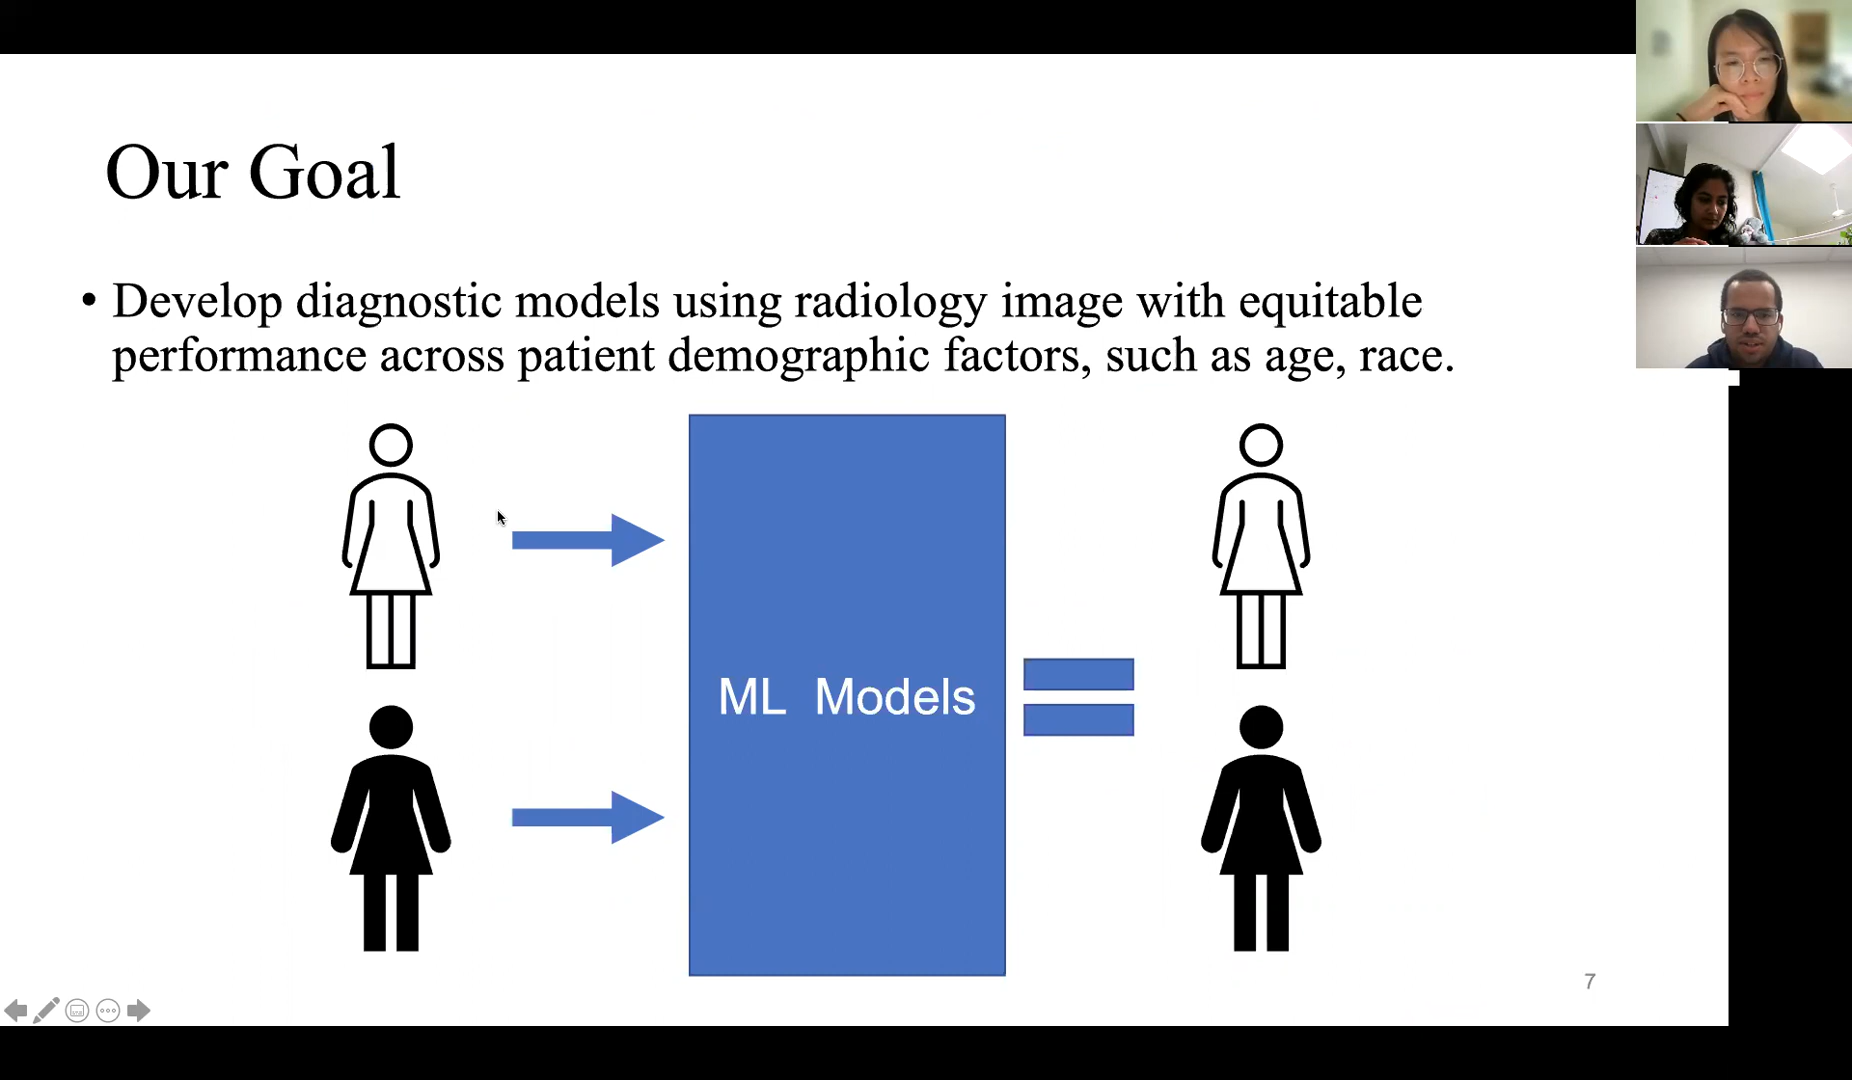 Our Goal
• Develop diagnostic models using radiology image with equitable
performance across patient demographic factors, such as age, race.
ML Models
7